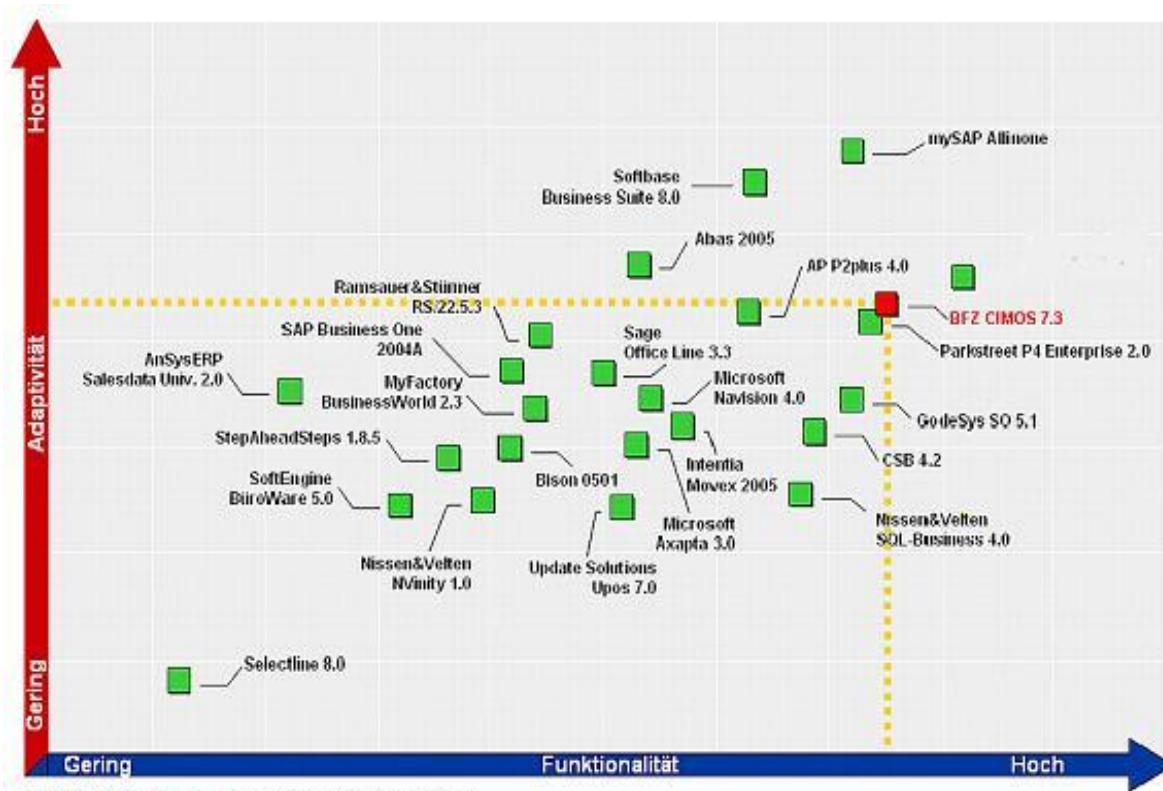 Hoch
mySAP Allinone
Softbase
Business Suite 8.0
Abas 2005
AP P2plus 4.0
Ramsauer&Stünner
RS/22.5.3
BFZ CIMOS 7.3
SAP Business One
2004A
Sage
Office Line 3.3
Parkstreet P4 Enterprise 2.0
AnSysERP
Salesdata Univ. 2.0
MyFactory
BusinessWorld 2.3
Microsoft
Navision 4.0
Adaptivität
GodeSys SO 5.1
StepAheadSteps 1.8.5
CSB 4.2
Intentia
Movex 2005
Bison 0501
SoftEngine
BüroWare 5.0
Microsoft
Axapta 3.0
Nissen&Velten
SQL-Business 4.0
Nissen&Velten
NVinity 1.0
Update Solutions
Upos 7.0
Selectline 8.0
Gering
Gering
Funktionalität
Hoch